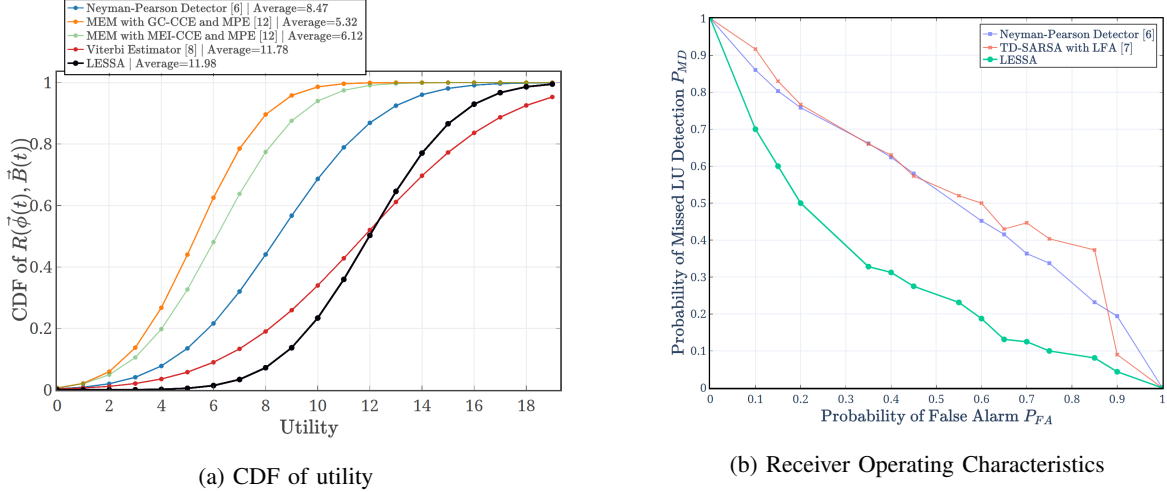 Neyman-Pearson Detector [6] | Average=8.47
MEM with GC-CCE and MPE [12] | Average=5.32
MEM with MEI-CCE and MPE [12] | Average=6.12
Viterbi Estimator [8] | Average=11.78
LESSA | Average=11.98
CDF of R(\vec{ϕ}(t), \vec{B}(t))
1
0.8
0.6
0.4
0.2
0
0 2 4 6 8 10 12 14 16 18
Utility
(a) CDF of utility
Neyman-Pearson Detector [6]
TD-SARSA with LFA [7]
LESSA
Probability of Missed LU Detection P_{MD}
1
0.9
0.8
0.7
0.6
0.5
0.4
0.3
0.2
0.1
0
0 0.1 0.2 0.3 0.4 0.5 0.6 0.7 0.8 0.9 1
Probability of False Alarm P_{FA}
(b) Receiver Operating Characteristics